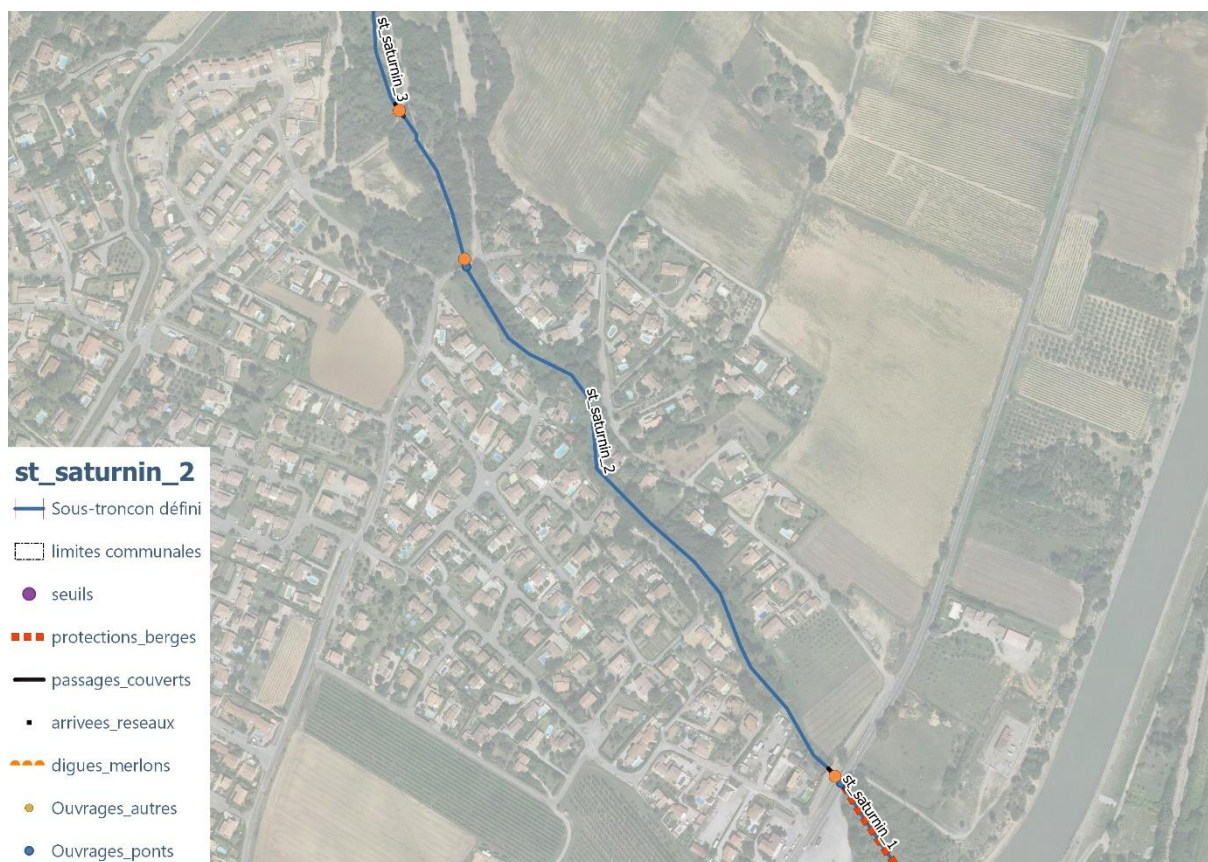 st_saturnin_3
st_saturnin_2
st_saturnin_1
st_saturnin_2
Sous-troncon défini
limites communales
seuils
protections_berges
passages_couverts
arrivees_reseaux
digues_merlons
Ouvrages_autres
Ouvrages_ponts